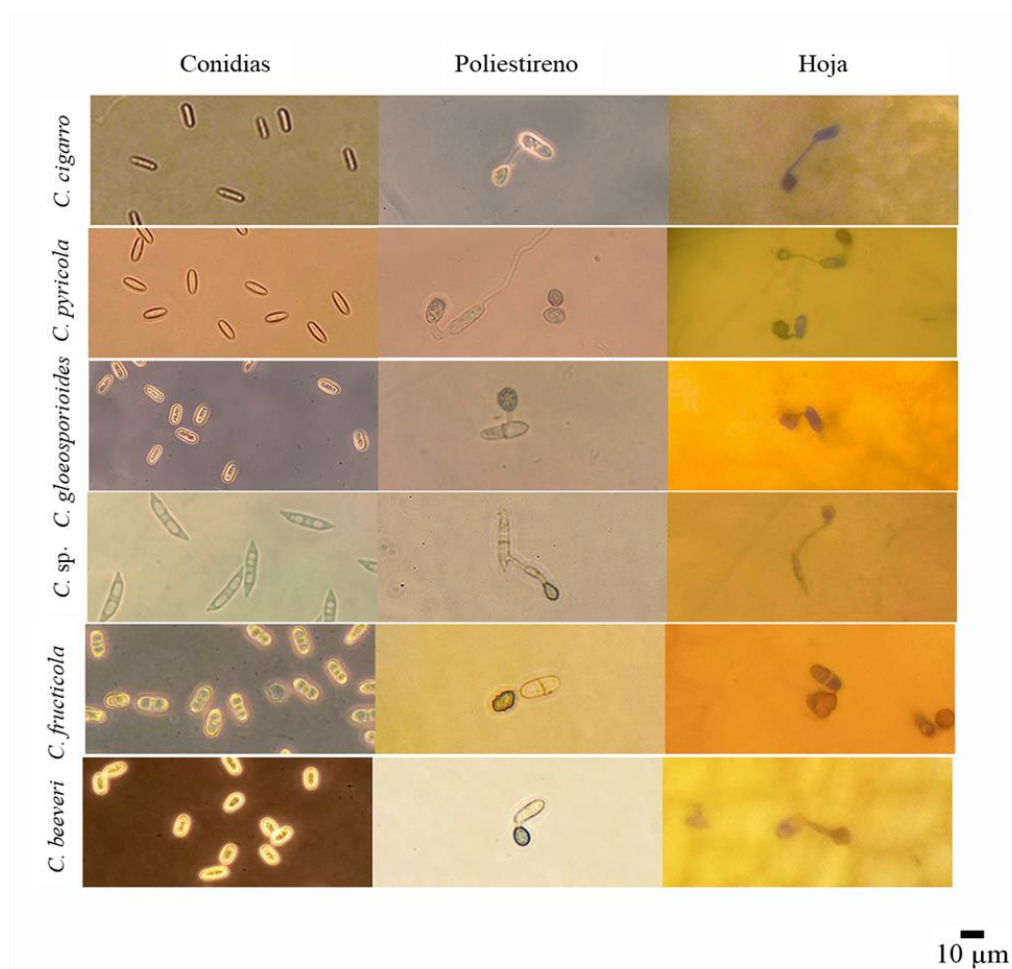 Conidias Poliestireno Hoja
C. cigarro
C. pyricola
C. gloeosporioides
C. sp.
C. fructicola
C. beeveri
10 µm